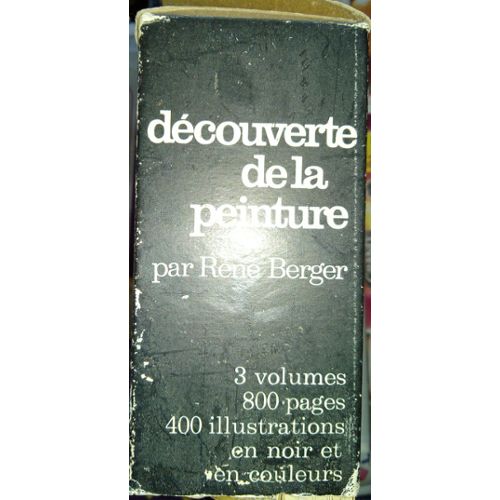 découverte
de la
peinture
par René Berger
3 volumes
800 pages
400 illustrations
en noir et
en couleurs